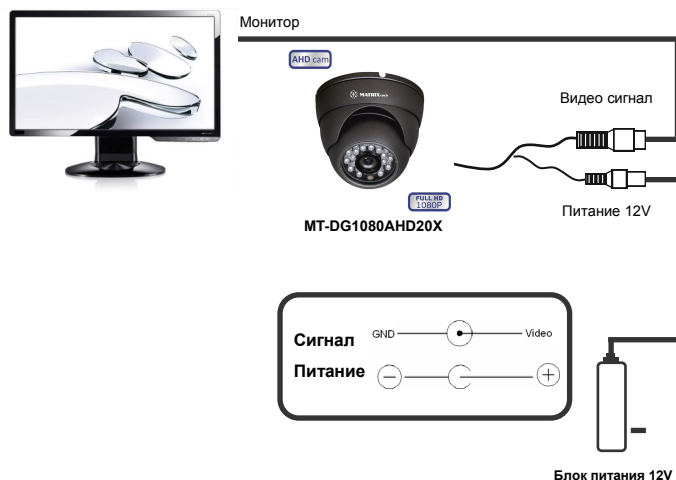 Монитор
AHD cam
MATRIXtech
Видео сигнал
FULL HD
1080P
Питание 12V
MT-DG1080AHD20X
Сигнал
GND
Video
Питание
Блок питания 12V